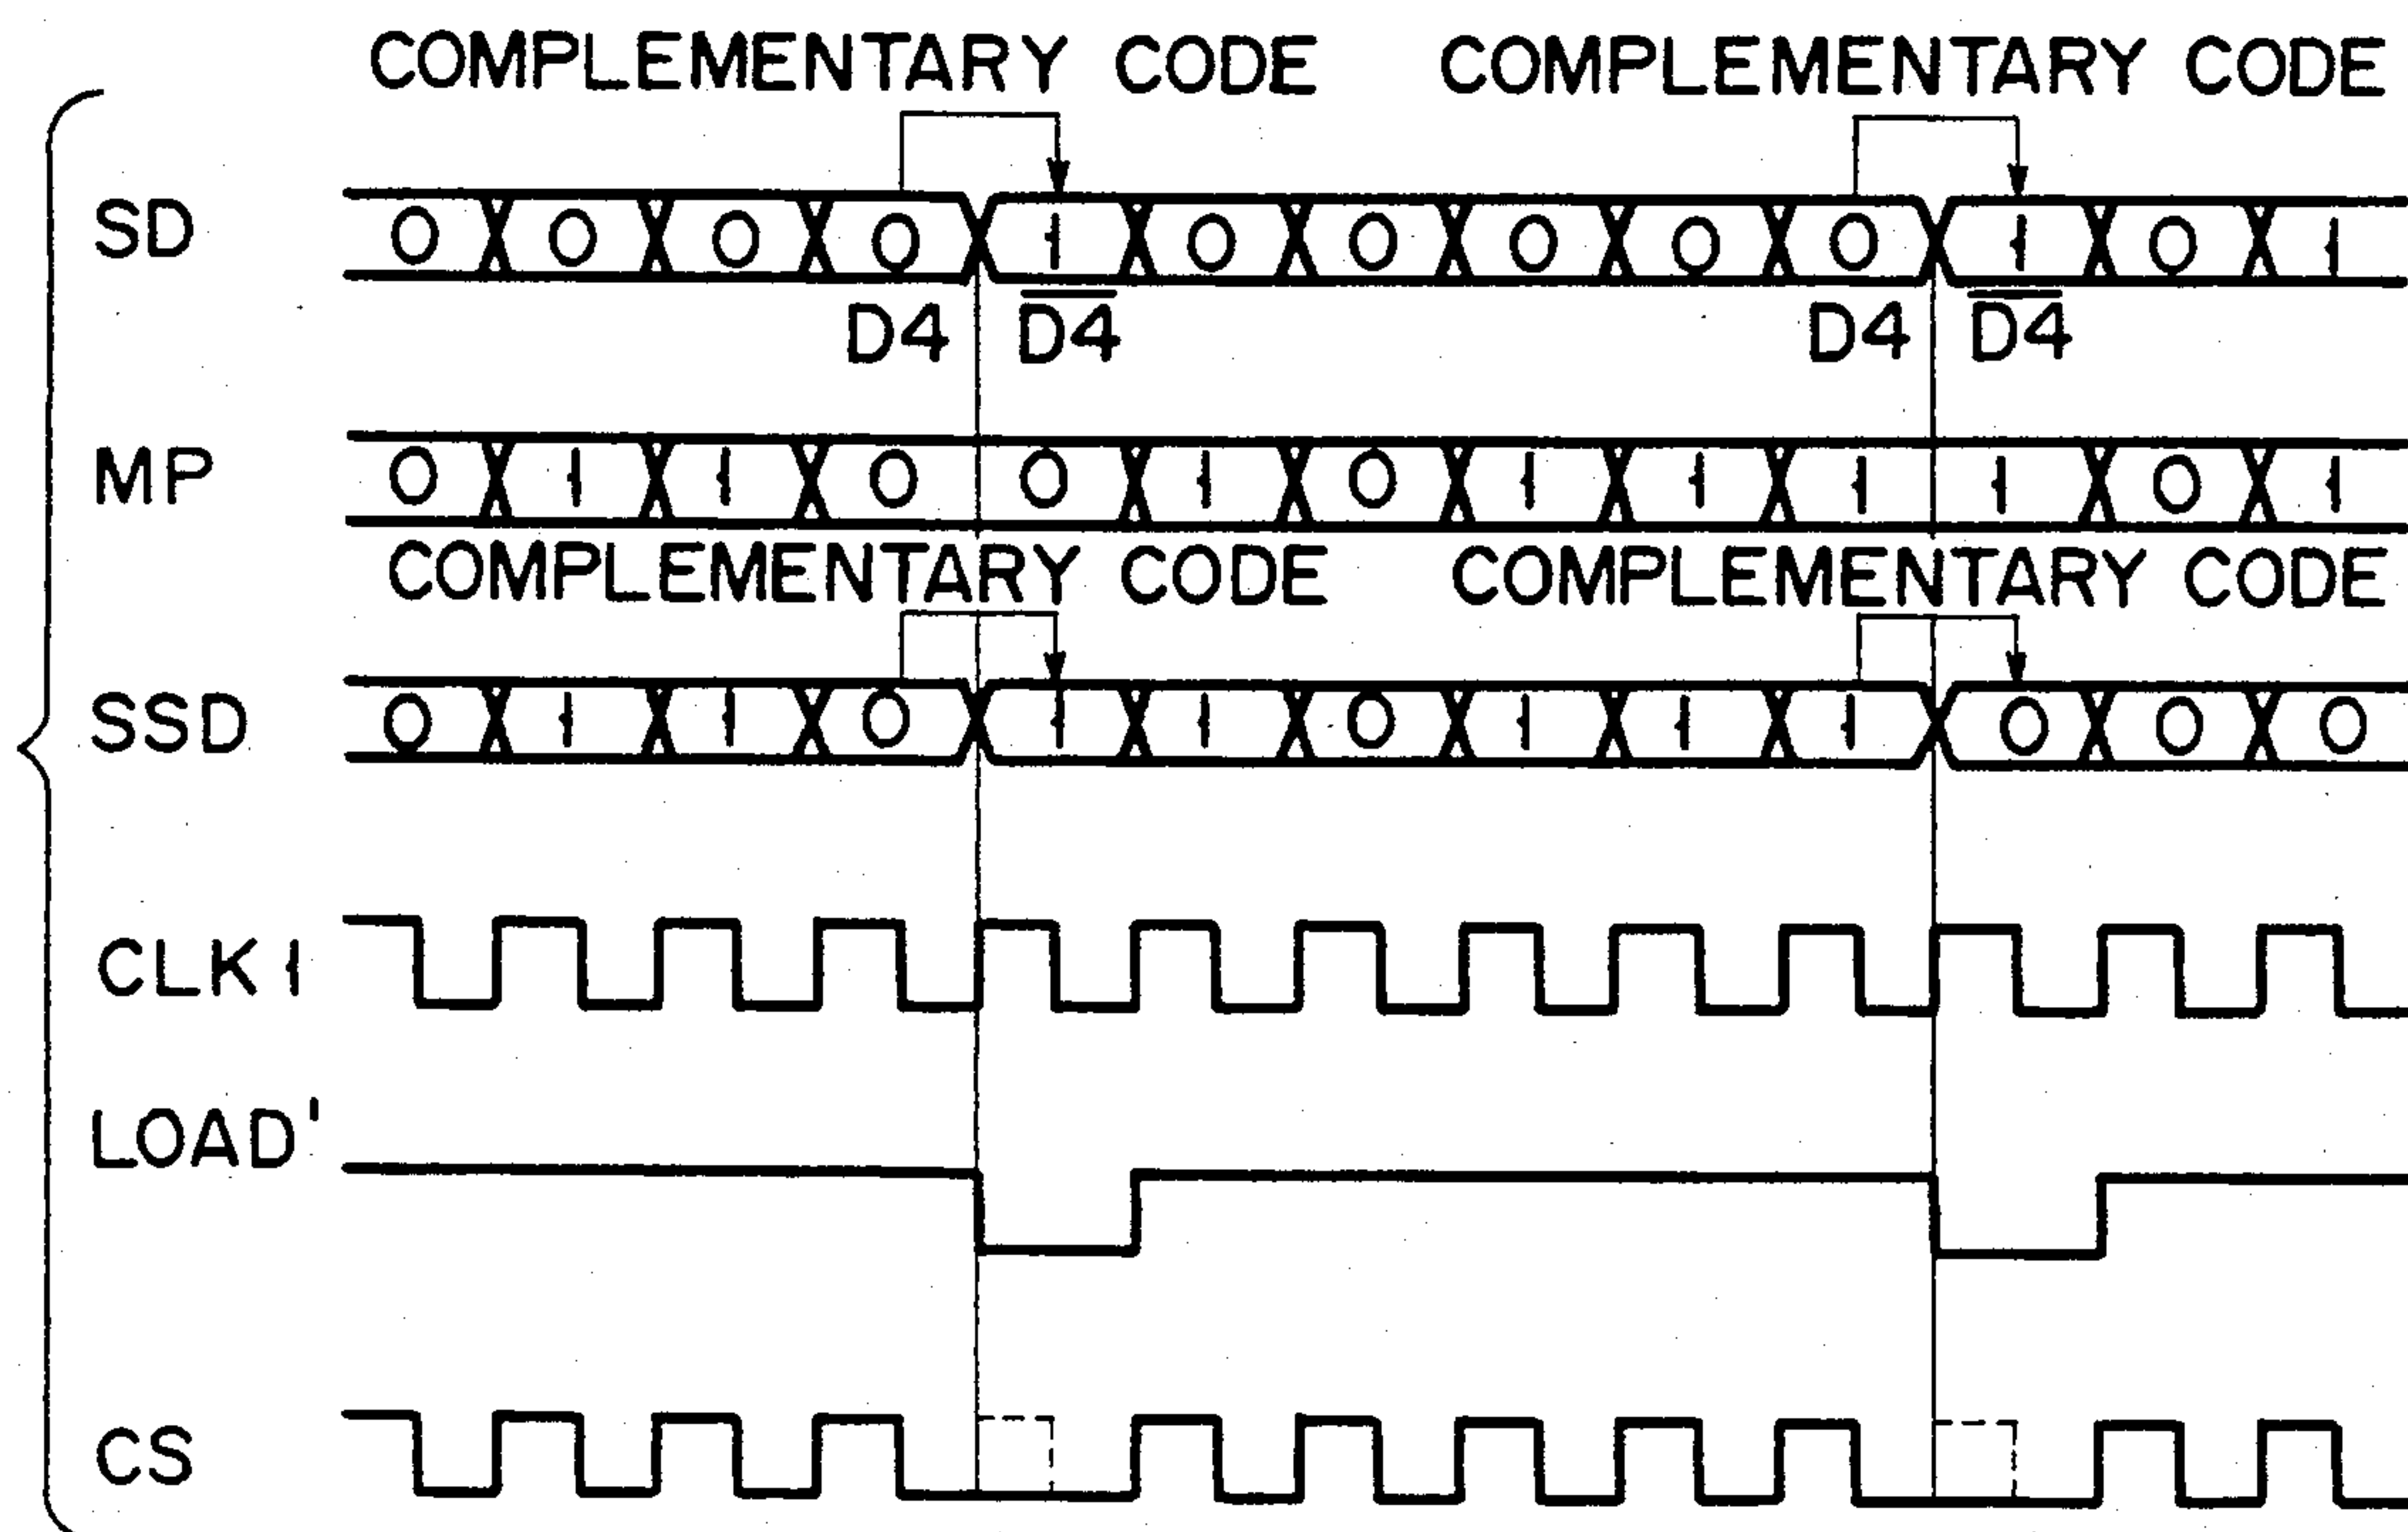 COMPLEMENTARY CODE COMPLEMENTARY CODE
SD 0 0 0 0 1 0 0 0 0 0 1 0 1
D4 D̅4̅ D4 D̅4̅
MP 0 1 1 0 0 1 0 1 1 1 1 0 1
COMPLEMENTARY CODE COMPLEMENTARY CODE
SSD 0 1 1 0 1 1 0 1 1 1 0 0 0
CLK1
LOAD'
CS